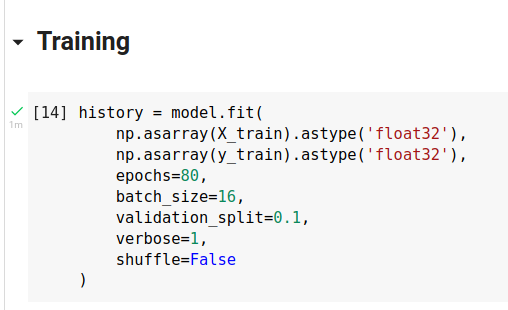 Training
[14] history = model.fit(
1m
np.asarray(X_train).astype('float32'),
np.asarray(y_train).astype('float32'),
epochs=80,
batch_size=16,
validation_split=0.1,
verbose=1,
shuffle=False
)